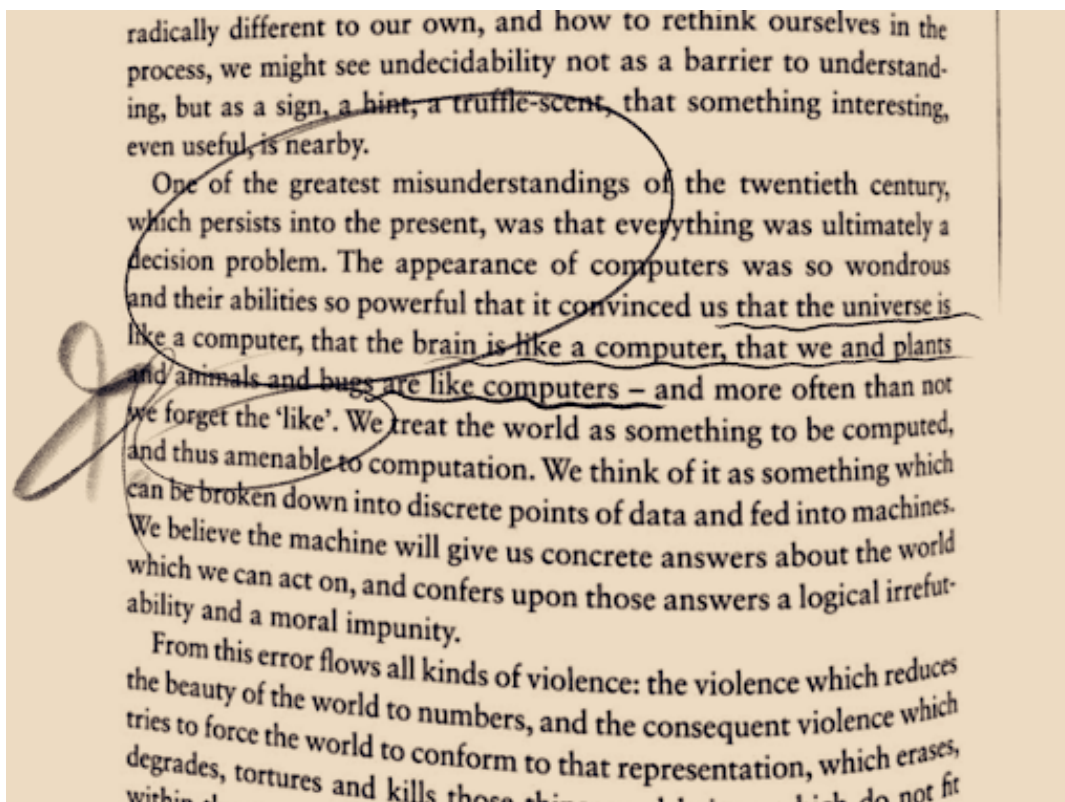 radically different to our own, and how to rethink ourselves in the
process, we might see undecidability not as a barrier to understand-
ing, but as a sign, a hint, a truffle-scent, that something interesting,
even useful, is nearby.
One of the greatest misunderstandings of the twentieth century,
which persists into the present, was that everything was ultimately a
decision problem. The appearance of computers was so wondrous
and their abilities so powerful that it convinced us that the universe is
like a computer, that the brain is like a computer, that we and plants
and animals and bugs are like computers – and more often than not
we forget the ‘like’. We treat the world as something to be computed,
and thus amenable to computation. We think of it as something which
can be broken down into discrete points of data and fed into machines.
We believe the machine will give us concrete answers about the world
which we can act on, and confers upon those answers a logical irrefut-
ability and a moral impunity.
From this error flows all kinds of violence: the violence which reduces
the beauty of the world to numbers, and the consequent violence which
tries to force the world to conform to that representation, which erases,
degrades, tortures and kills those things which do not fit
within